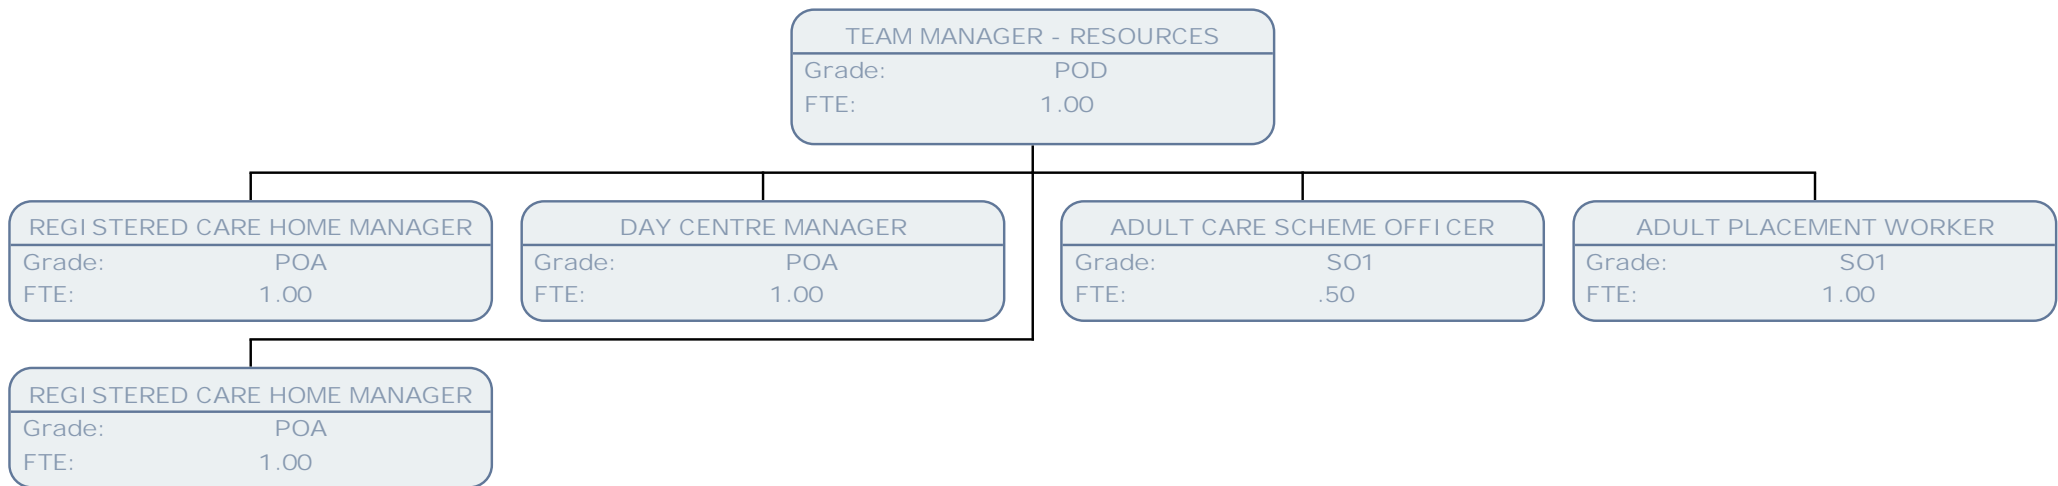 TEAM MANAGER - RESOURCES
Grade: POD
FTE: 1.00
REGISTERED CARE HOME MANAGER
Grade: POA
FTE: 1.00
DAY CENTRE MANAGER
Grade: POA
FTE: 1.00
ADULT CARE SCHEME OFFICER
Grade: SO1
FTE: .50
ADULT PLACEMENT WORKER
Grade: SO1
FTE: 1.00
REGISTERED CARE HOME MANAGER
Grade: POA
FTE: 1.00